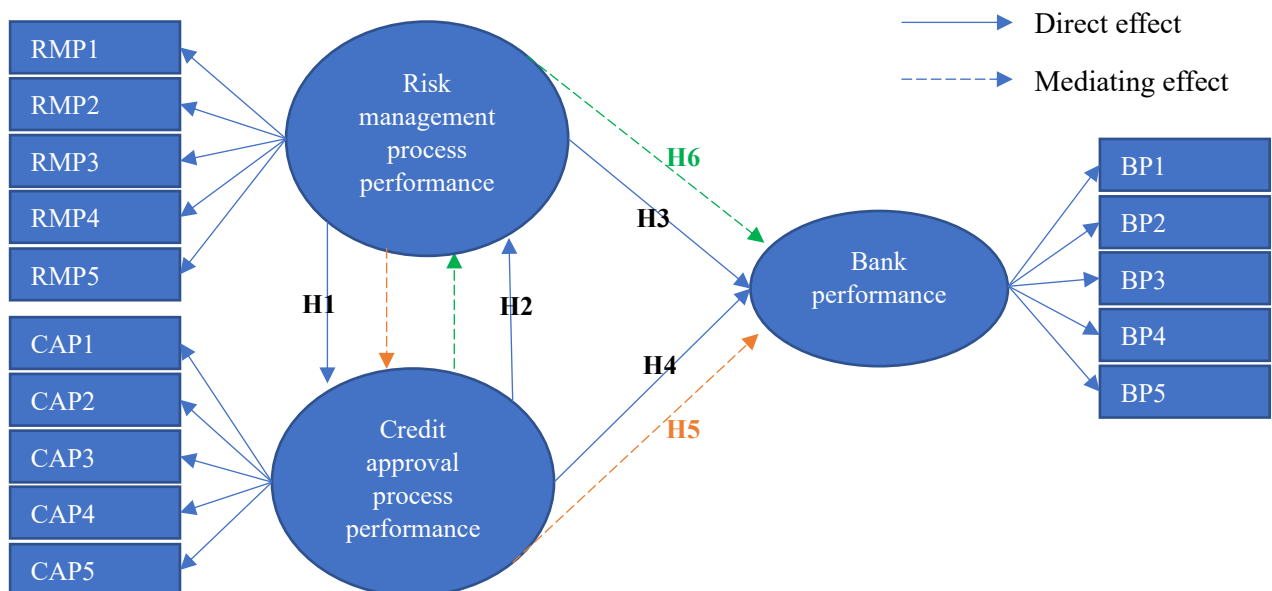 RMP1
RMP2
RMP3
RMP4
RMP5
CAP1
CAP2
CAP3
CAP4
CAP5
Risk
management
process
performance
H1
H2
Credit
approval
process
performance
H6
H3
H4
H5
Bank
performance
Direct effect
Mediating effect
BP1
BP2
BP3
BP4
BP5